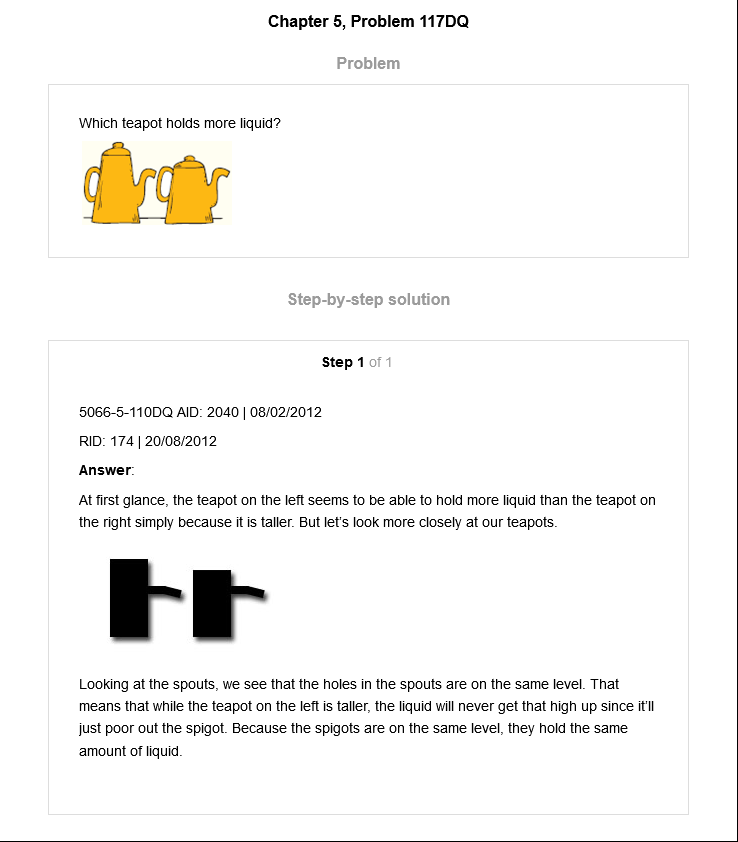 Chapter 5, Problem 117DQ
Problem
Which teapot holds more liquid?
Step-by-step solution
Step 1 of 1
5066-5-110DQ AID: 2040 | 08/02/2012
RID: 174 | 20/08/2012
Answer:
At first glance, the teapot on the left seems to be able to hold more liquid than the teapot on
the right simply because it is taller. But let’s look more closely at our teapots.
Looking at the spouts, we see that the holes in the spouts are on the same level. That
means that while the teapot on the left is taller, the liquid will never get that high up since it’ll
just poor out the spigot. Because the spigots are on the same level, they hold the same
amount of liquid.